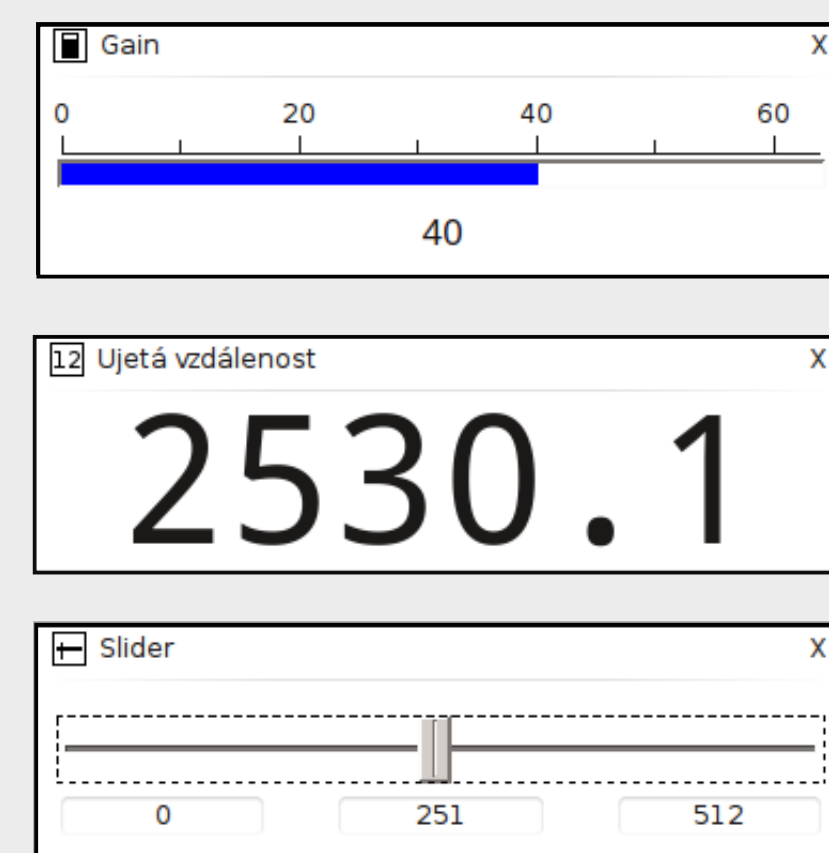 Gain X
0 20 40 60
40
12 Ujetá vzdálenost X
2530.1
Slider X
0 251 512